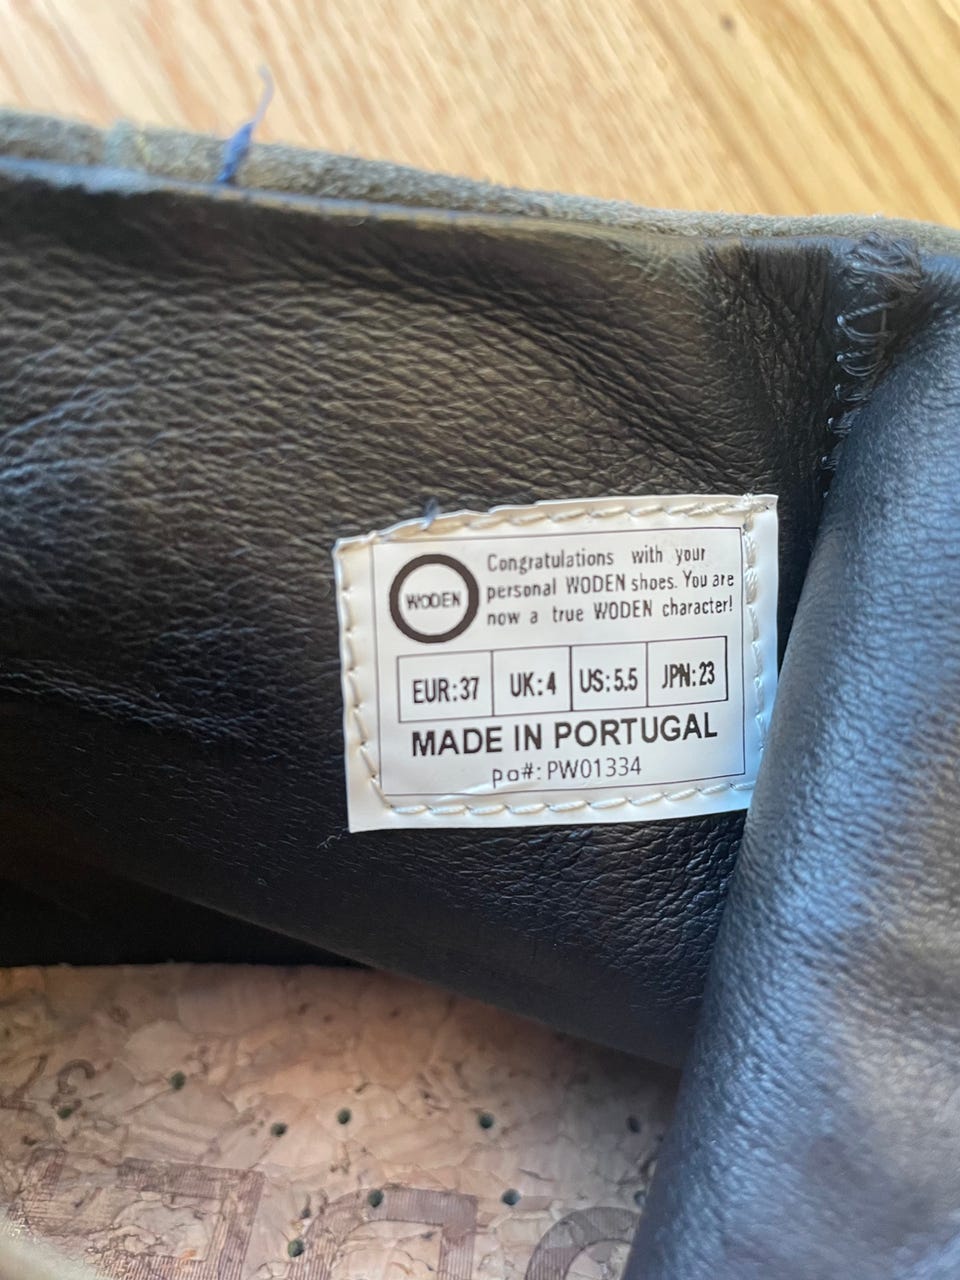 WODEN
Congratulations with your
personal WODEN shoes. You are
now a true WODEN character!
EUR:37 UK:4 US:5.5 JPN:23
MADE IN PORTUGAL
po#: PW01334